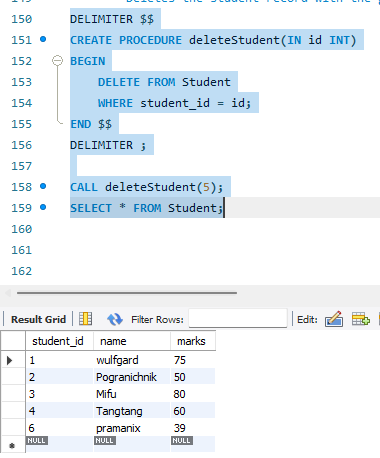 149 Deletes the student record with the
150 DELIMITER $$
151 CREATE PROCEDURE deleteStudent(IN id INT)
152 BEGIN
153 DELETE FROM Student
154 WHERE student_id = id;
155 END $$
156 DELIMITER ;
157
158 CALL deleteStudent(5);
159 SELECT * FROM Student;
160
161
162
Result Grid Filter Rows: Edit:
student_id name marks
1 wulfgard 75
2 Pogranichnik 50
3 Mifu 80
4 Tangtang 60
6 pramanix 39
NULL NULL NULL